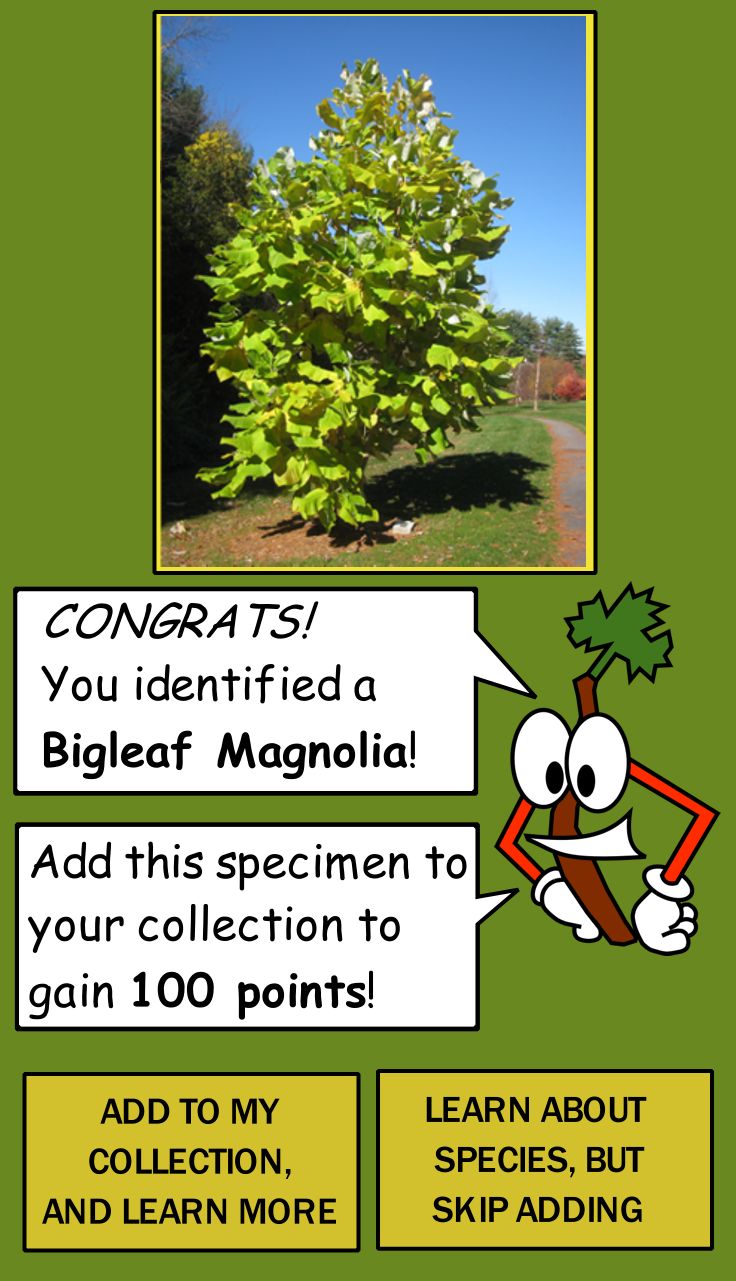 CONGRATS!
You identified a
Bigleaf Magnolia!
Add this specimen to
your collection to
gain 100 points!
ADD TO MY
COLLECTION,
AND LEARN MORE
LEARN ABOUT
SPECIES, BUT
SKIP ADDING